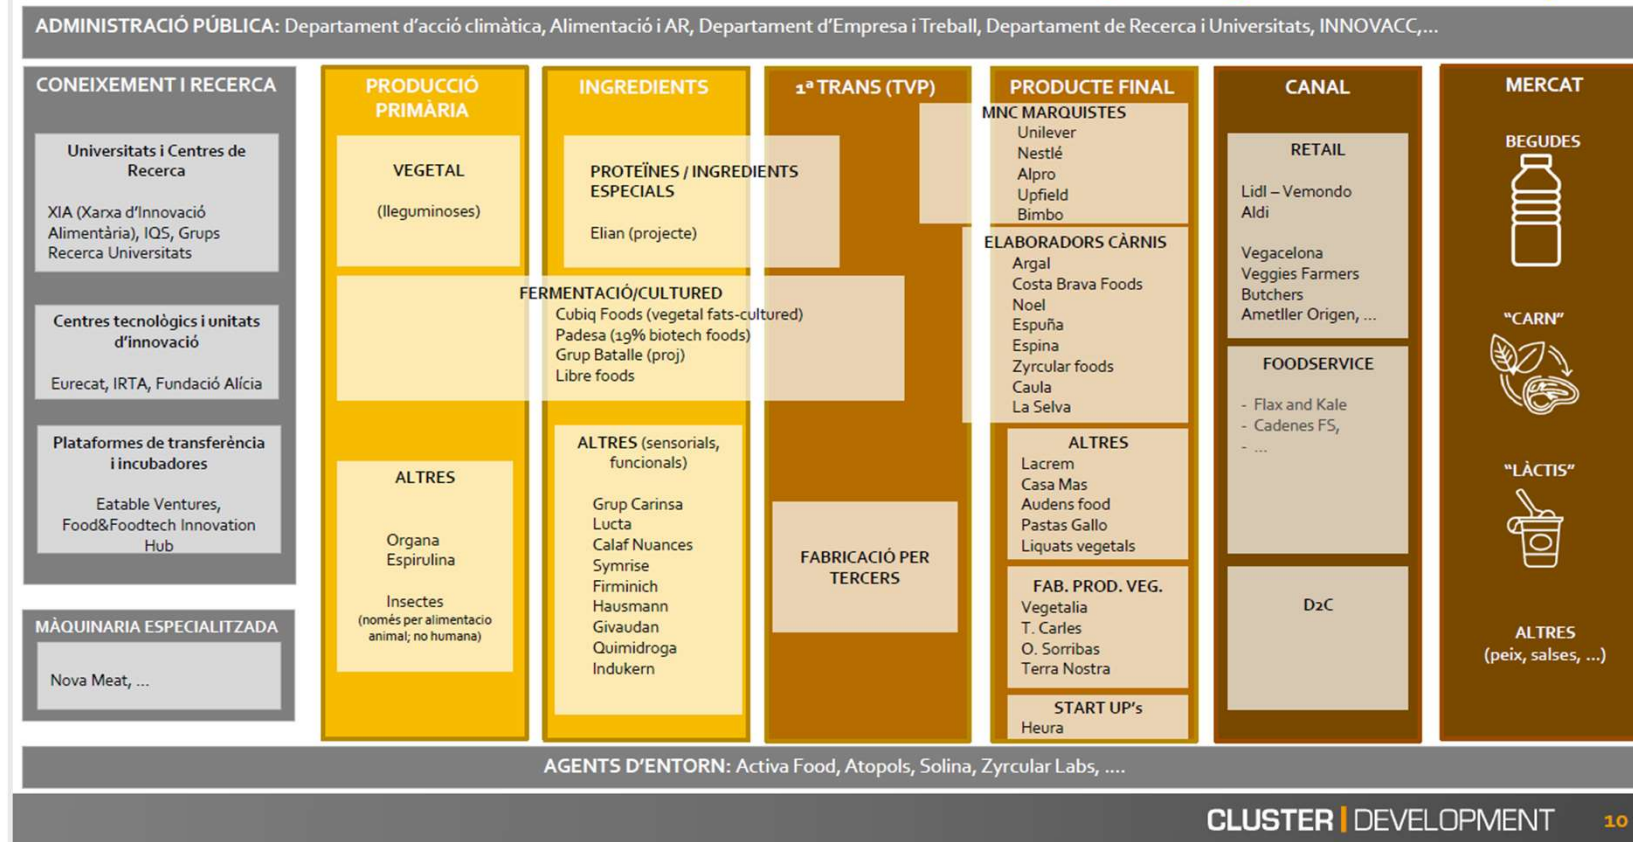 ADMINISTRACIÓ PÚBLICA: Departament d'acció climàtica, Alimentació i AR, Departament d'Empresa i Treball, Departament de Recerca i Universitats, INNOVACC,...
CONEIXEMENT I RECERCA
Universitats i Centres de
Recerca
XIA (Xarxa d'Innovació
Alimentària), IQS, Grups
Recerca Universitats
Centres tecnològics i unitats
d'innovació
Eurecat, IRTA, Fundació Alícia
Plataformes de transferència
i incubadores
Eatable Ventures,
Food&Foodtech Innovation
Hub
MÀQUINARIA ESPECIALITZADA
Nova Meat, ...
PRODUCCIÓ
PRIMÀRIA
VEGETAL
(lleguminoses)
ALTRES
Organa
Espirulina
Insectes
(només per alimentacio
animal; no humana)
INGREDIENTS
PROTEÏNES / INGREDIENTS
ESPECIALS
Elian (projecte)
FERMENTACIÓ/CULTURED
Cubiq Foods (vegetal fats-cultured)
Padesa (19% biotech foods)
Grup Batalle (proj)
Libre foods
ALTRES (sensorials,
funcionals)
Grup Carinsa
Lucta
Calaf Nuances
Symrise
Firminich
Hausmann
Givaudan
Quimidroga
Indukern
1ª TRANS (TVP)
FABRICACIÓ PER
TERCERS
PRODUCTE FINAL
MNC MARQUISTES
Unilever
Nestlé
Alpro
Upfield
Bimbo
ELABORADORS CÀRNIS
Argal
Costa Brava Foods
Noel
Espuña
Espina
Zyrcular foods
Caula
La Selva
ALTRES
Lacrem
Casa Mas
Audens food
Pastas Gallo
Liquats vegetals
FAB. PROD. VEG.
Vegetalia
T. Carles
O. Sorribas
Terra Nostra
START UP's
Heura
CANAL
RETAIL
Lidl – Vemondo
Aldi
Vegacelona
Veggies Farmers
Butchers
Ametller Origen, ...
FOODSERVICE
- Flax and Kale
- Cadenes FS,
- ...
D2C
MERCAT
BEGUDES
"CARN"
"LÀCTIS"
ALTRES
(peix, salses, ...)
AGENTS D'ENTORN: Activa Food, Atopols, Solina, Zyrcular Labs, ....
CLUSTER | DEVELOPMENT
10